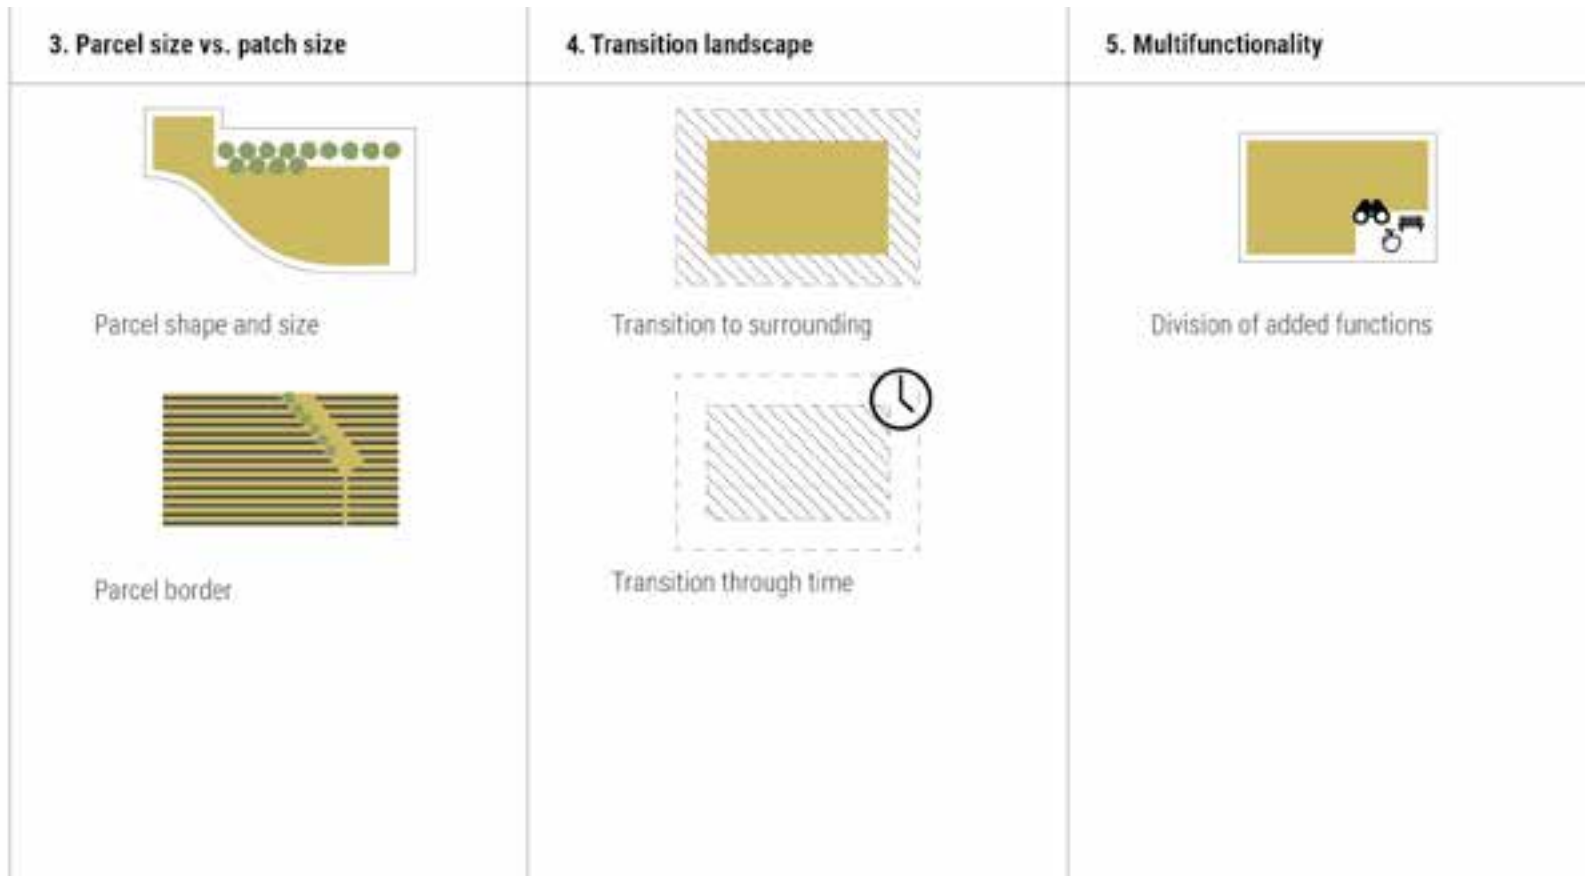 3. Parcel size vs. patch size
4. Transition landscape
5. Multifunctionality
Parcel shape and size
Transition to surrounding
Division of added functions
Parcel border
Transition through time